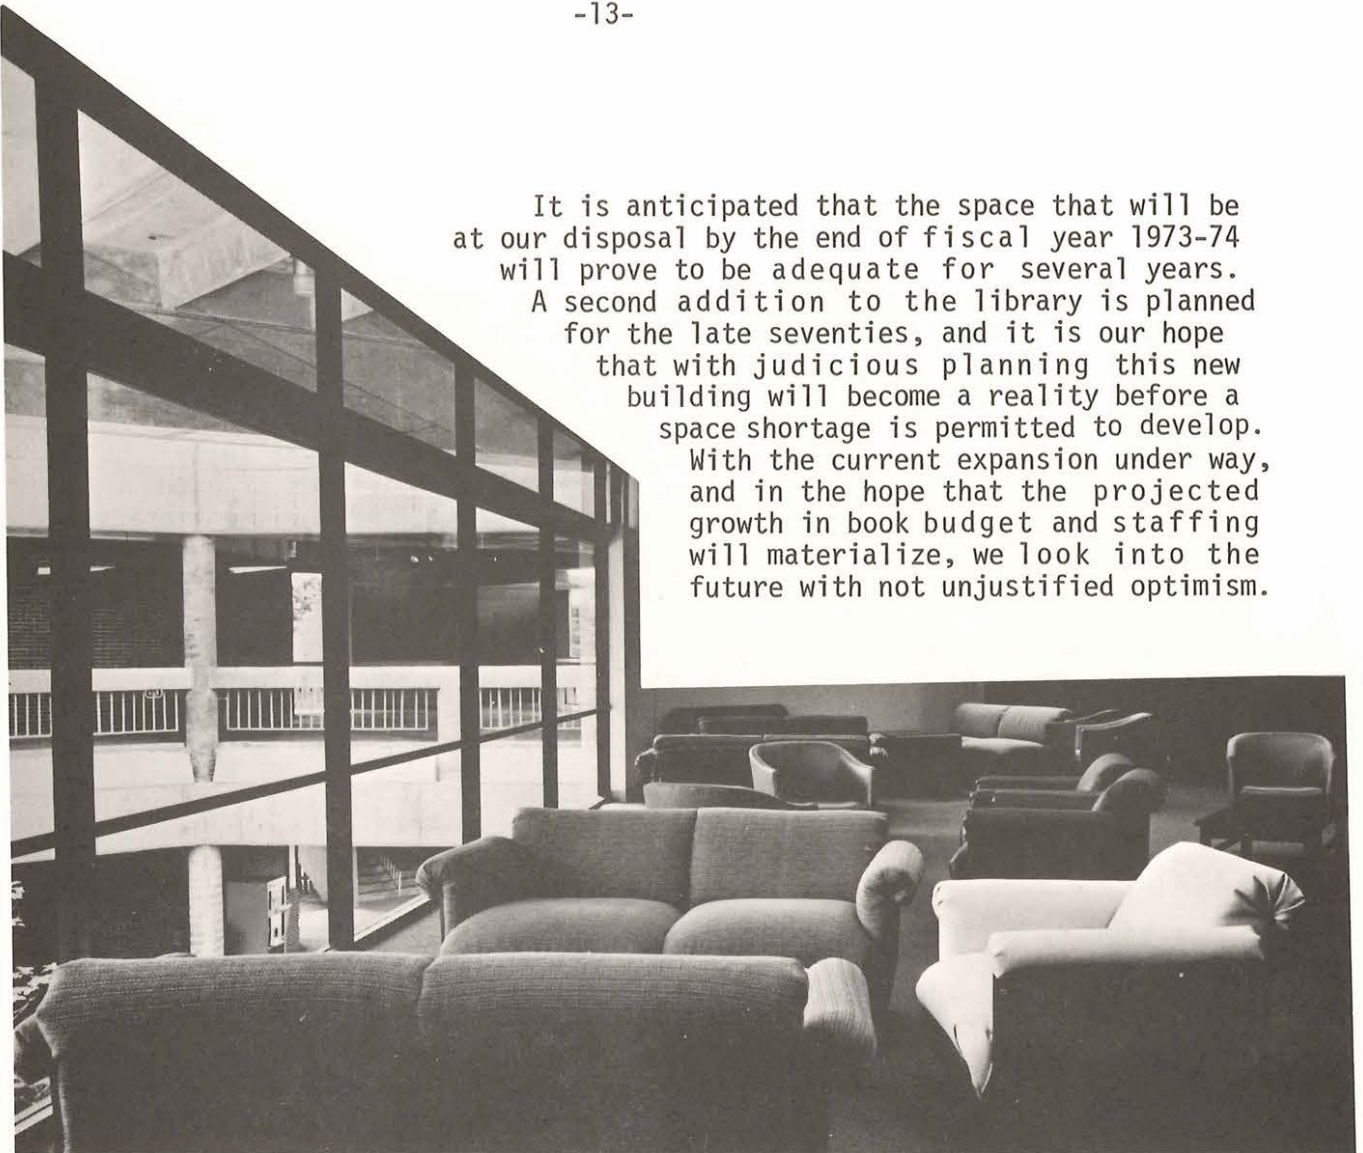 -13-
It is anticipated that the space that will be
at our disposal by the end of fiscal year 1973-74
will prove to be adequate for several years.
A second addition to the library is planned
for the late seventies, and it is our hope
that with judicious planning this new
building will become a reality before a
space shortage is permitted to develop.
With the current expansion under way,
and in the hope that the projected
growth in book budget and staffing
will materialize, we look into the
future with not unjustified optimism.